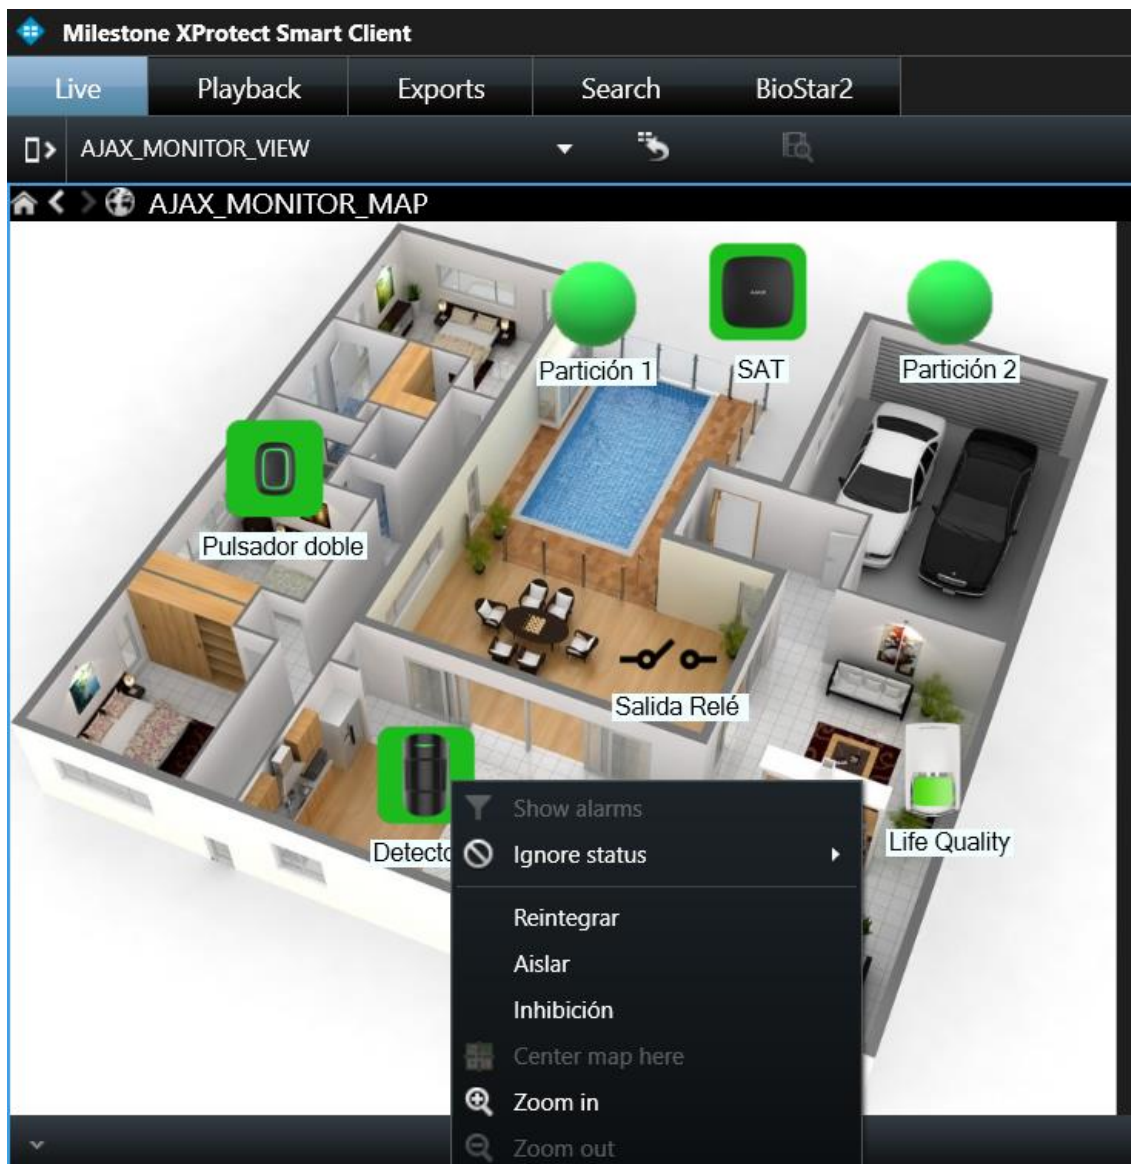 Milestone XProtect Smart Client
Live Playback Exports Search BioStar2
AJAX_MONITOR_VIEW
AJAX_MONITOR_MAP
Partición 1
SAT
Partición 2
Pulsador doble
Salida Relé
Life Quality
Detecto
Show alarms
Ignore status
Reintegrar
Aislar
Inhibición
Center map here
Zoom in
Zoom out